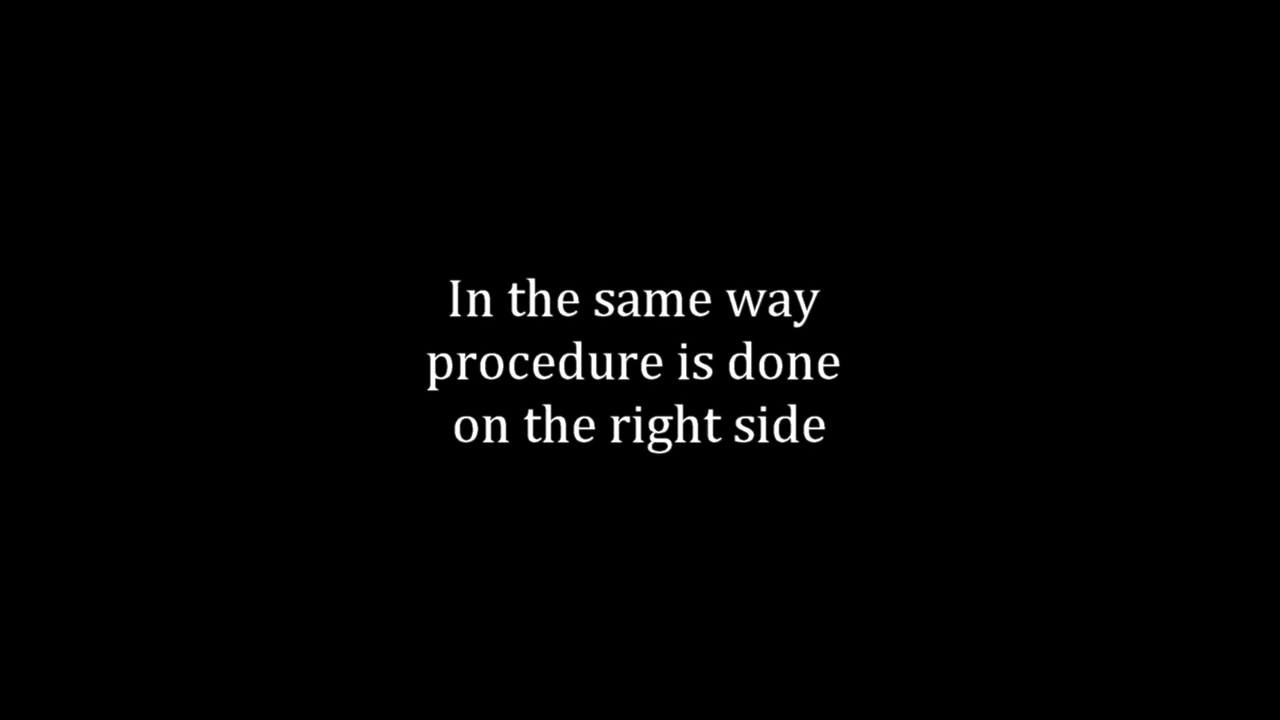 In the same way
procedure is done
on the right side